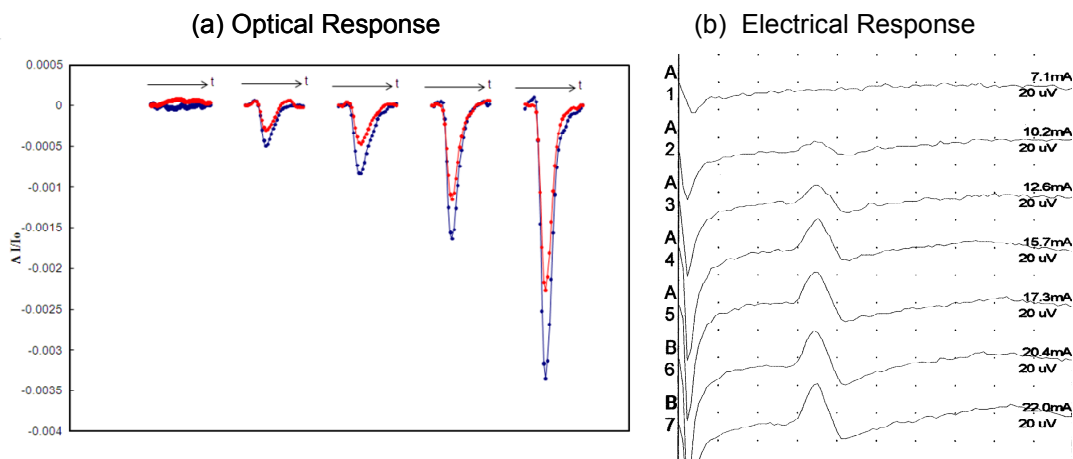 (a) Optical Response
(b) Electrical Response
0.0005
0
-0.0005
-0.001
-0.0015
-0.002
-0.0025
-0.003
-0.0035
-0.004
Δ I/Io
t
t
t
t
t
A
1
7.1mA
20 uV
A
2
10.2mA
20 uV
A
3
12.6mA
20 uV
A
4
15.7mA
20 uV
A
5
17.3mA
20 uV
B
6
20.4mA
20 uV
B
7
22.0mA
20 uV